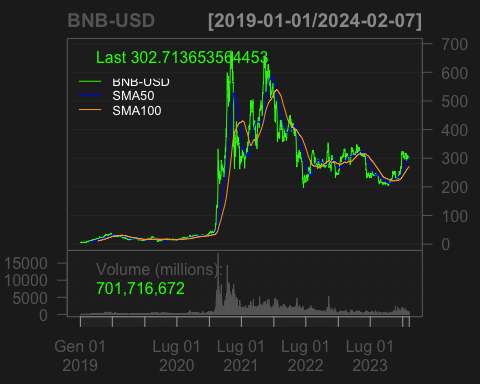 BNB-USD [2019-01-01/2024-02-07]
Last 302.713653564453
BNB-USD
SMA50
SMA100
700
600
500
400
300
200
100
0
Volume (millions):
701,716,672
15000
10000
5000
0
Gen 01 2019
Lug 01 2020
Lug 01 2021
Lug 01 2022
Lug 01 2023